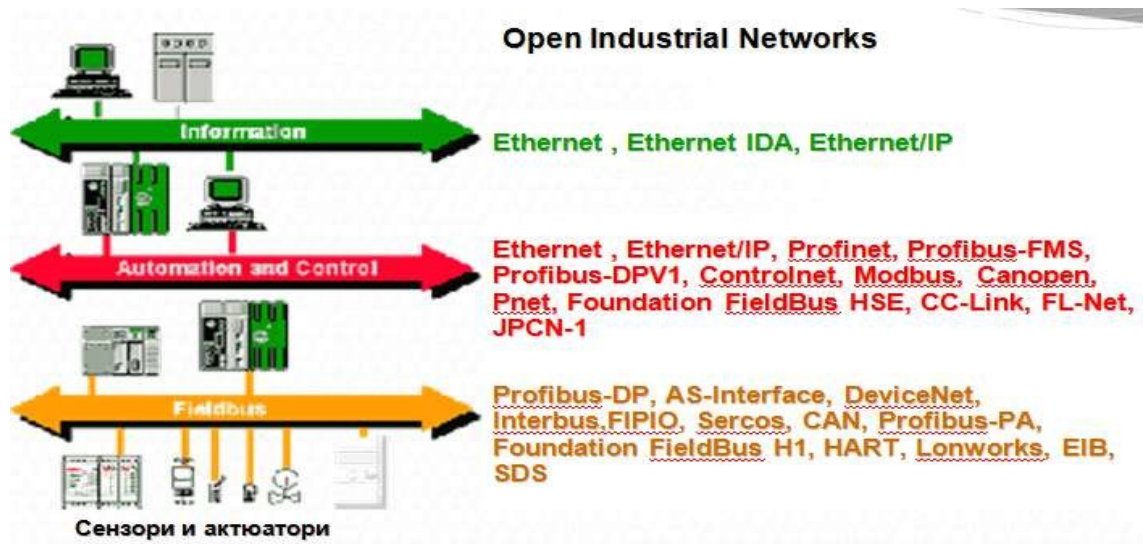 Open Industrial Networks
Information
Ethernet , Ethernet IDA, Ethernet/IP
Automation and Control
Ethernet , Ethernet/IP, Profinet, Profibus-FMS,
Profibus-DPV1, Controlnet, Modbus, Canopen,
Pnet, Foundation FieldBus HSE, CC-Link, FL-Net,
JPCN-1
Fieldbus
Profibus-DP, AS-Interface, DeviceNet,
Interbus,FIPIO, Sercos, CAN, Profibus-PA,
Foundation FieldBus H1, HART, Lonworks, EIB,
SDS
Сензори и актюатори